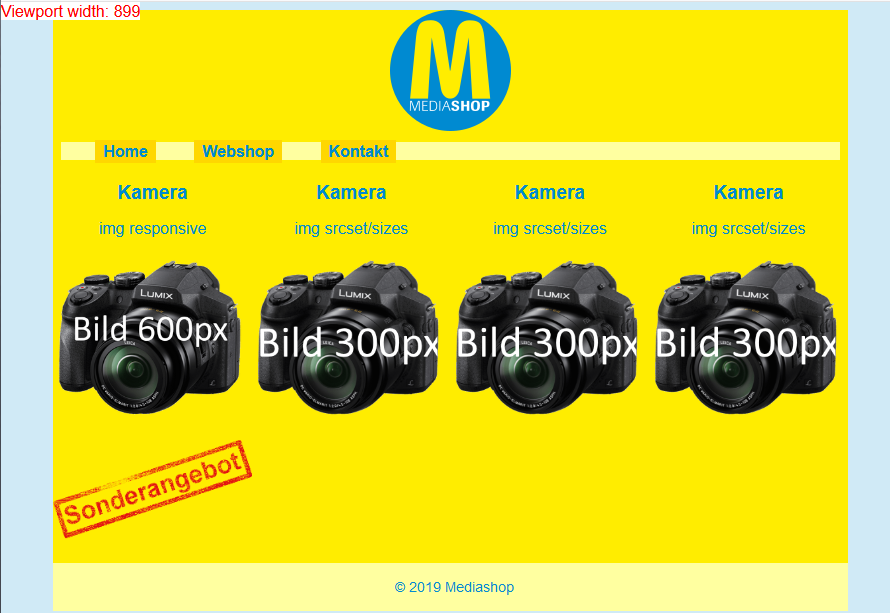 Viewport width: 899
M
MEDIASHOP
Home Webshop Kontakt
Kamera Kamera Kamera Kamera
img responsive img srcset/sizes img srcset/sizes img srcset/sizes
LUMIX LUMIX LUMIX LUMIX
Bild 600px Bild 300px Bild 300px Bild 300px
Sonderangebot
© 2019 Mediashop